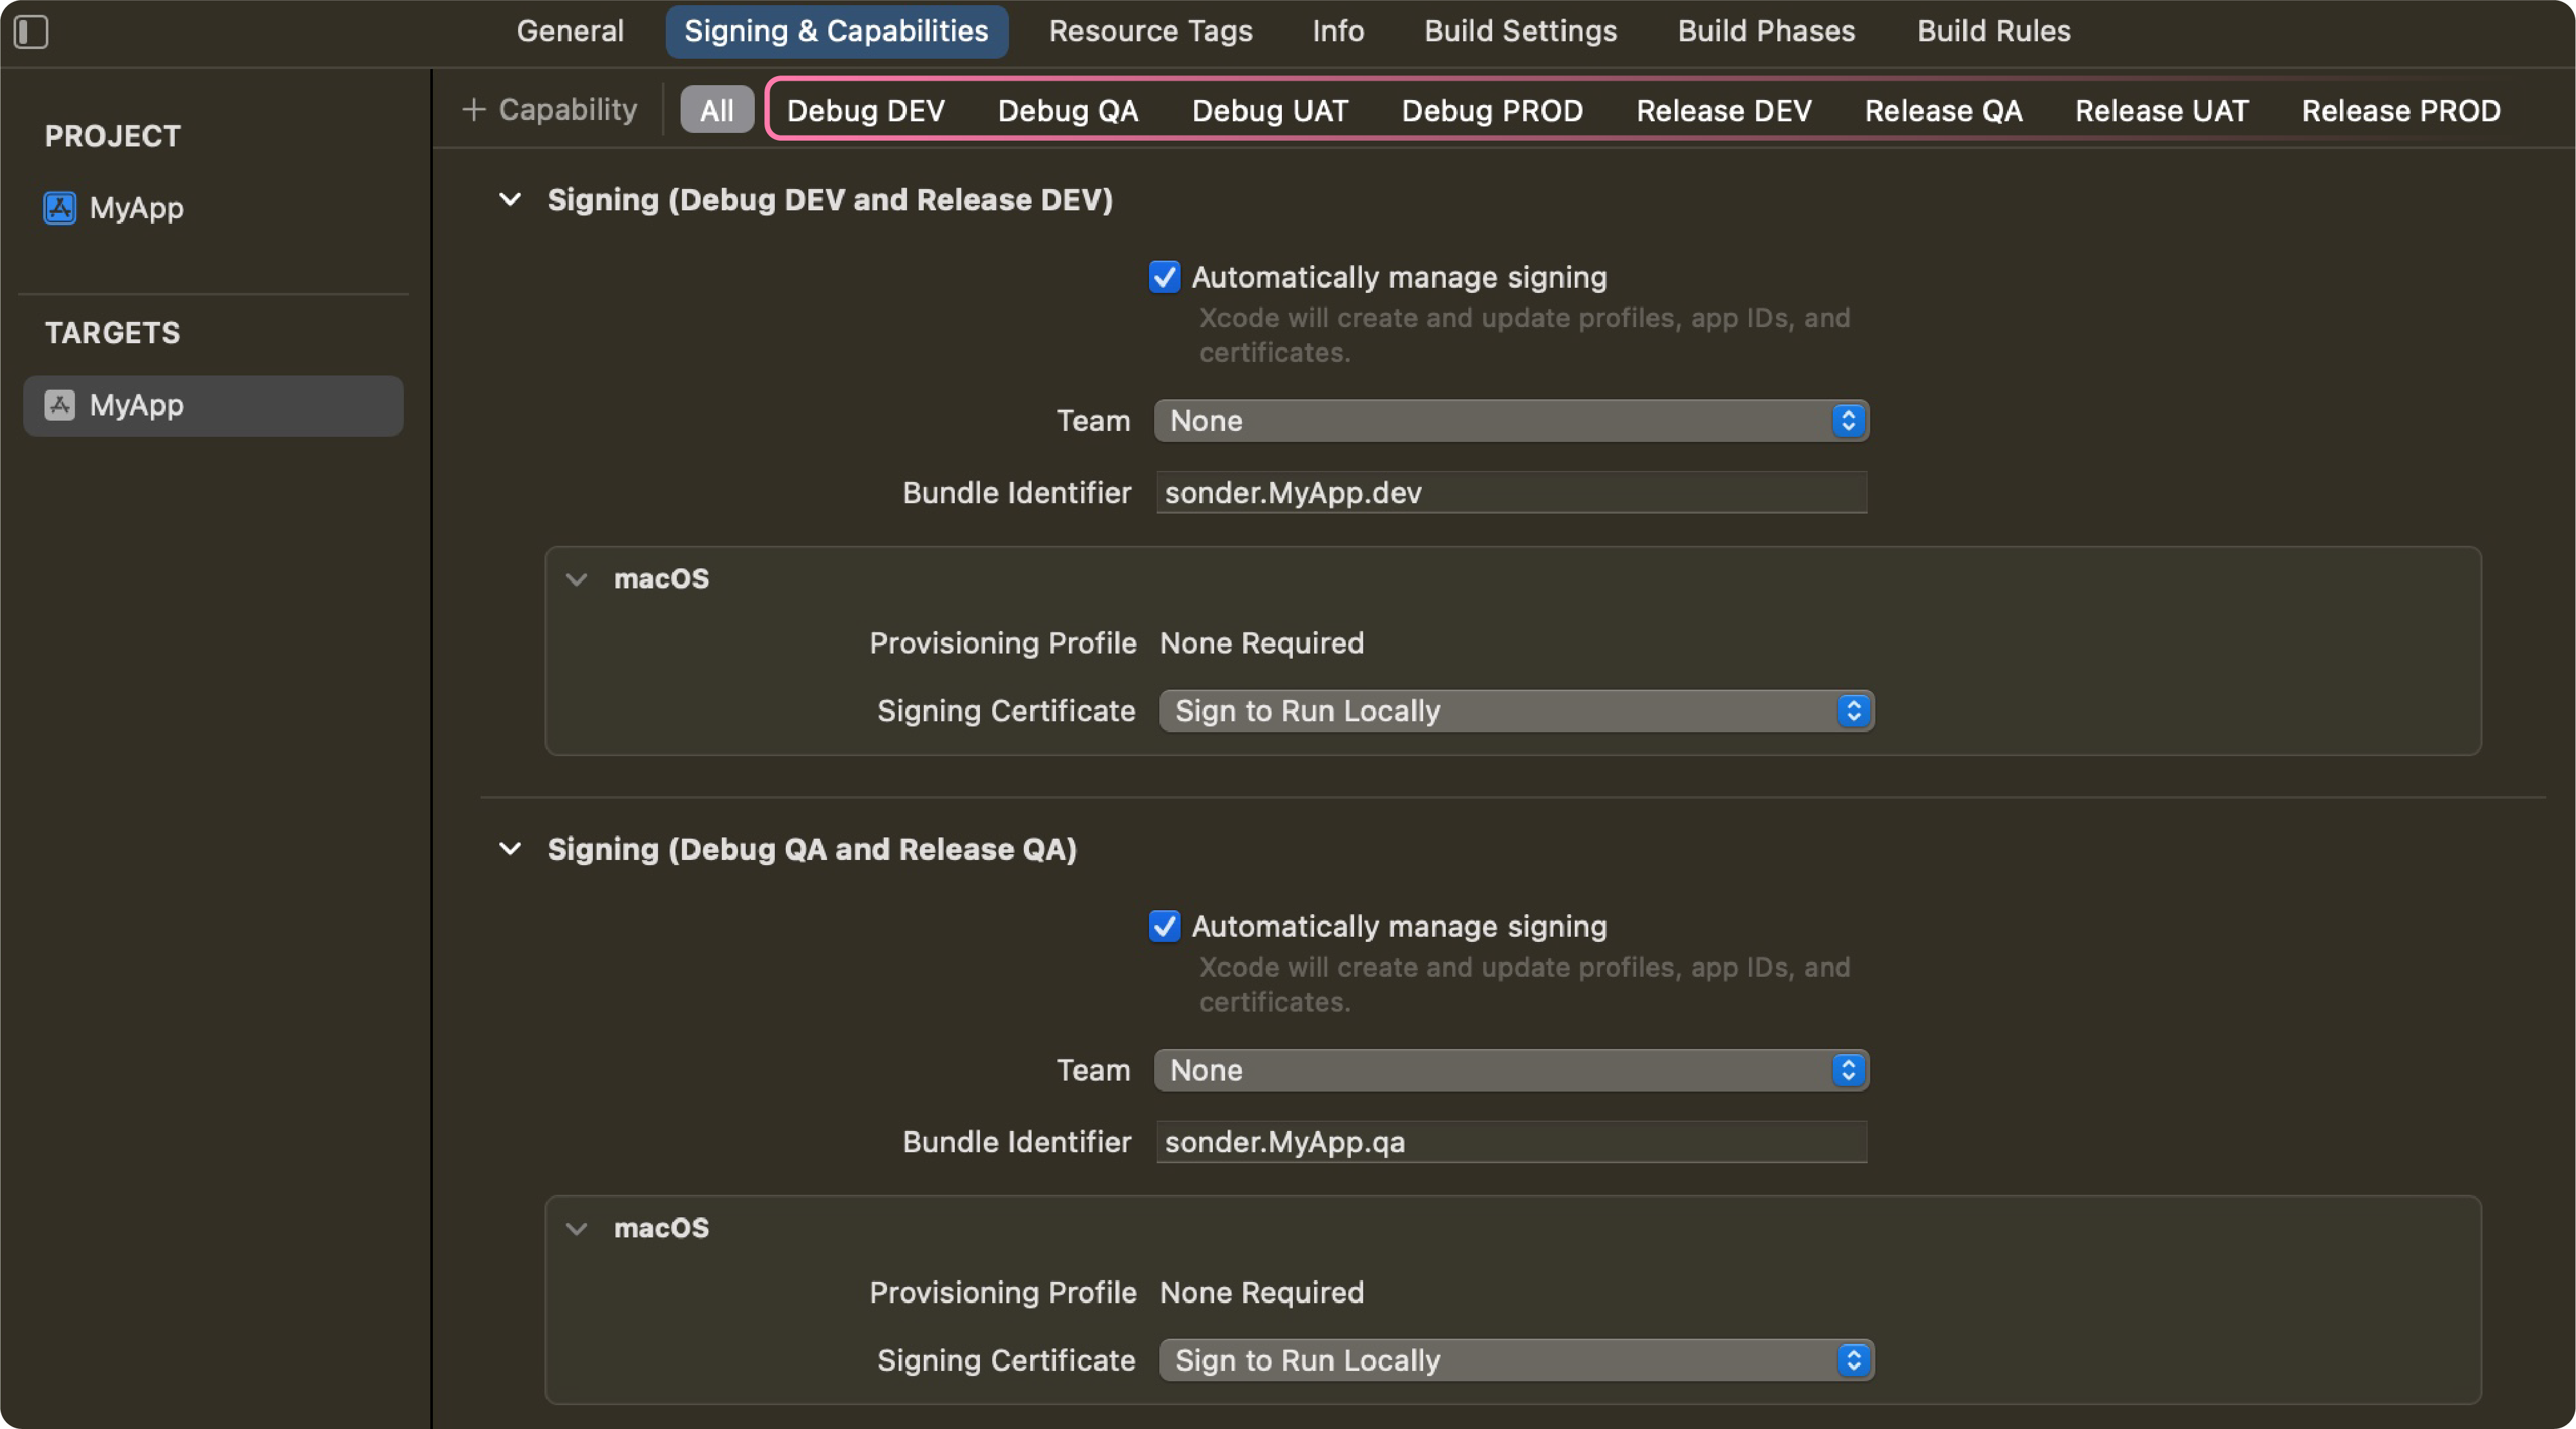 General Signing & Capabilities Resource Tags Info Build Settings Build Phases Build Rules
+ Capability All Debug DEV Debug QA Debug UAT Debug PROD Release DEV Release QA Release UAT Release PROD
PROJECT
MyApp
TARGETS
MyApp
Signing (Debug DEV and Release DEV)
Automatically manage signing
Xcode will create and update profiles, app IDs, and
certificates.
Team None
Bundle Identifier sonder.MyApp.dev
macOS
Provisioning Profile None Required
Signing Certificate Sign to Run Locally
Signing (Debug QA and Release QA)
Automatically manage signing
Xcode will create and update profiles, app IDs, and
certificates.
Team None
Bundle Identifier sonder.MyApp.qa
macOS
Provisioning Profile None Required
Signing Certificate Sign to Run Locally